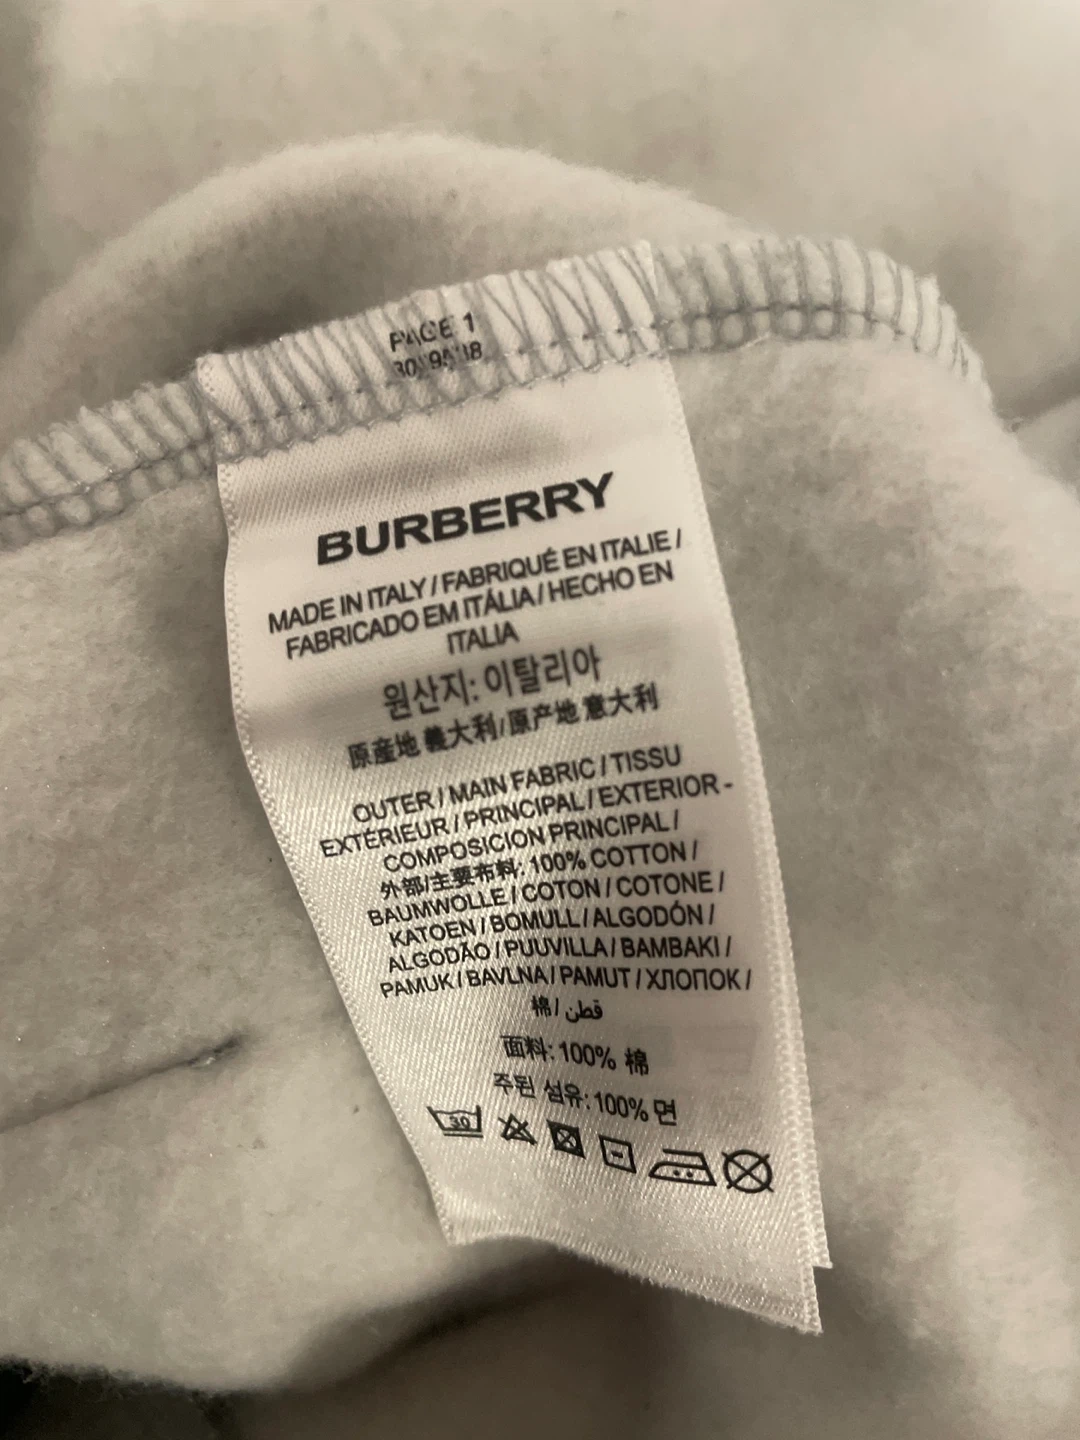 PAGE 1
BURBERRY
MADE IN ITALY / FABRIQUÉ EN ITALIE /
FABRICADO EM ITÁLIA / HECHO EN
ITALIA
원산지: 이탈리아
原産地 義大利/原产地 意大利
OUTER / MAIN FABRIC / TISSU
EXTÉRIEUR / PRINCIPAL / EXTERIOR -
COMPOSICION PRINCIPAL /
外部/主要布料: 100% COTTON /
BAUMWOLLE / COTON / COTONE /
KATOEN / BOMULL / ALGODÓN /
ALGODÃO / PUUVILLA / BAMBAKI /
PAMUK / BAVLNA / PAMUT / ХЛОПОК /
棉 / قطن
面料: 100% 棉
주된 섬유: 100% 면
30